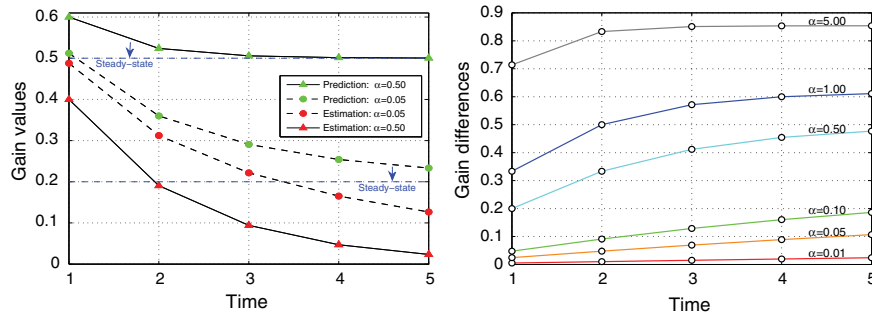 Gain values
0.6
0.5
0.4
0.3
0.2
0.1
0
Steady-state
Prediction: α=0.50
Prediction: α=0.05
Estimation: α=0.05
Estimation: α=0.50
Steady-state
1 2 3 4 5
Time
Gain differences
0.9
0.8
0.7
0.6
0.5
0.4
0.3
0.2
0.1
0
α=5.00
α=1.00
α=0.50
α=0.10
α=0.05
α=0.01
1 2 3 4 5
Time